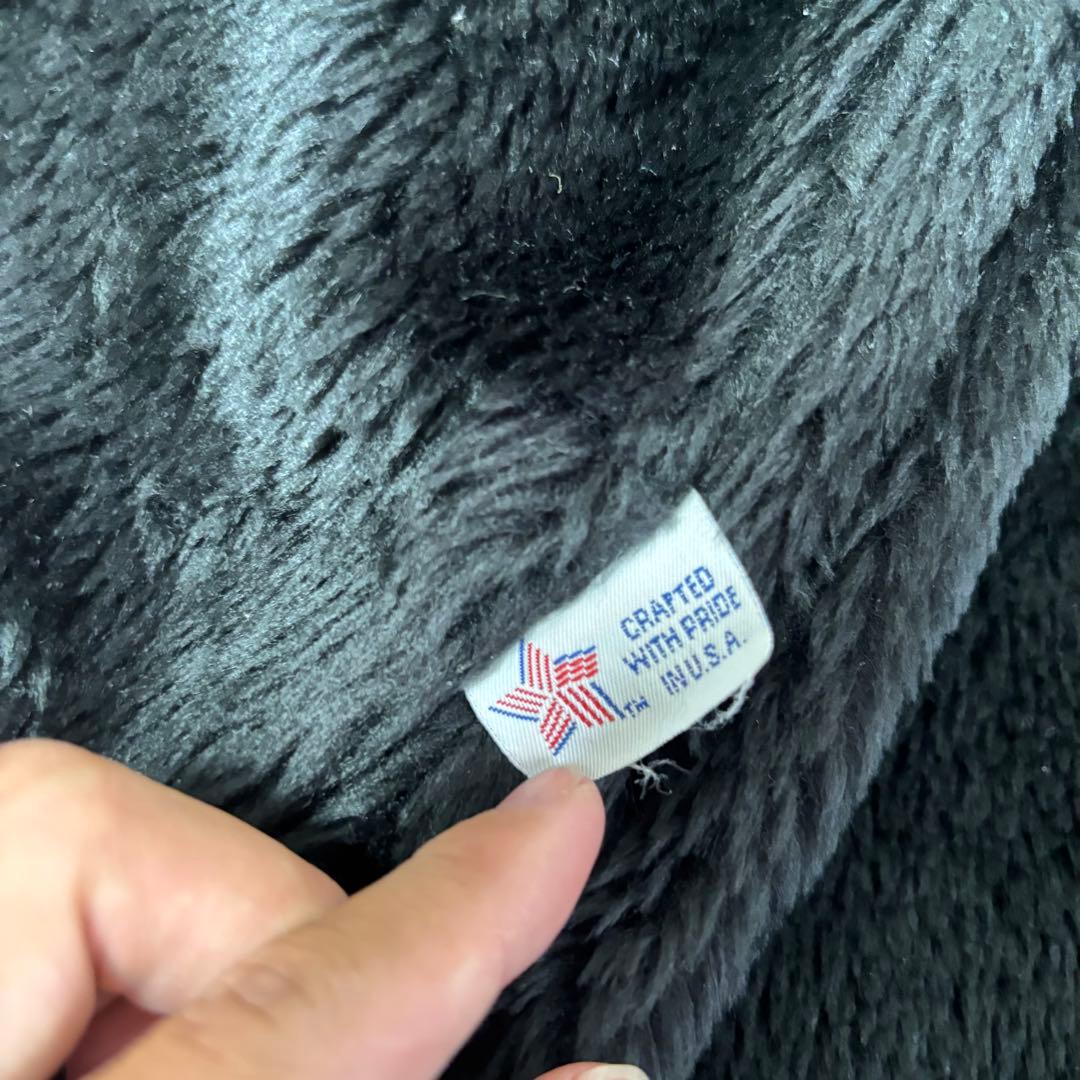 CRAFTED
WITH PRIDE
IN U.S.A.
TM